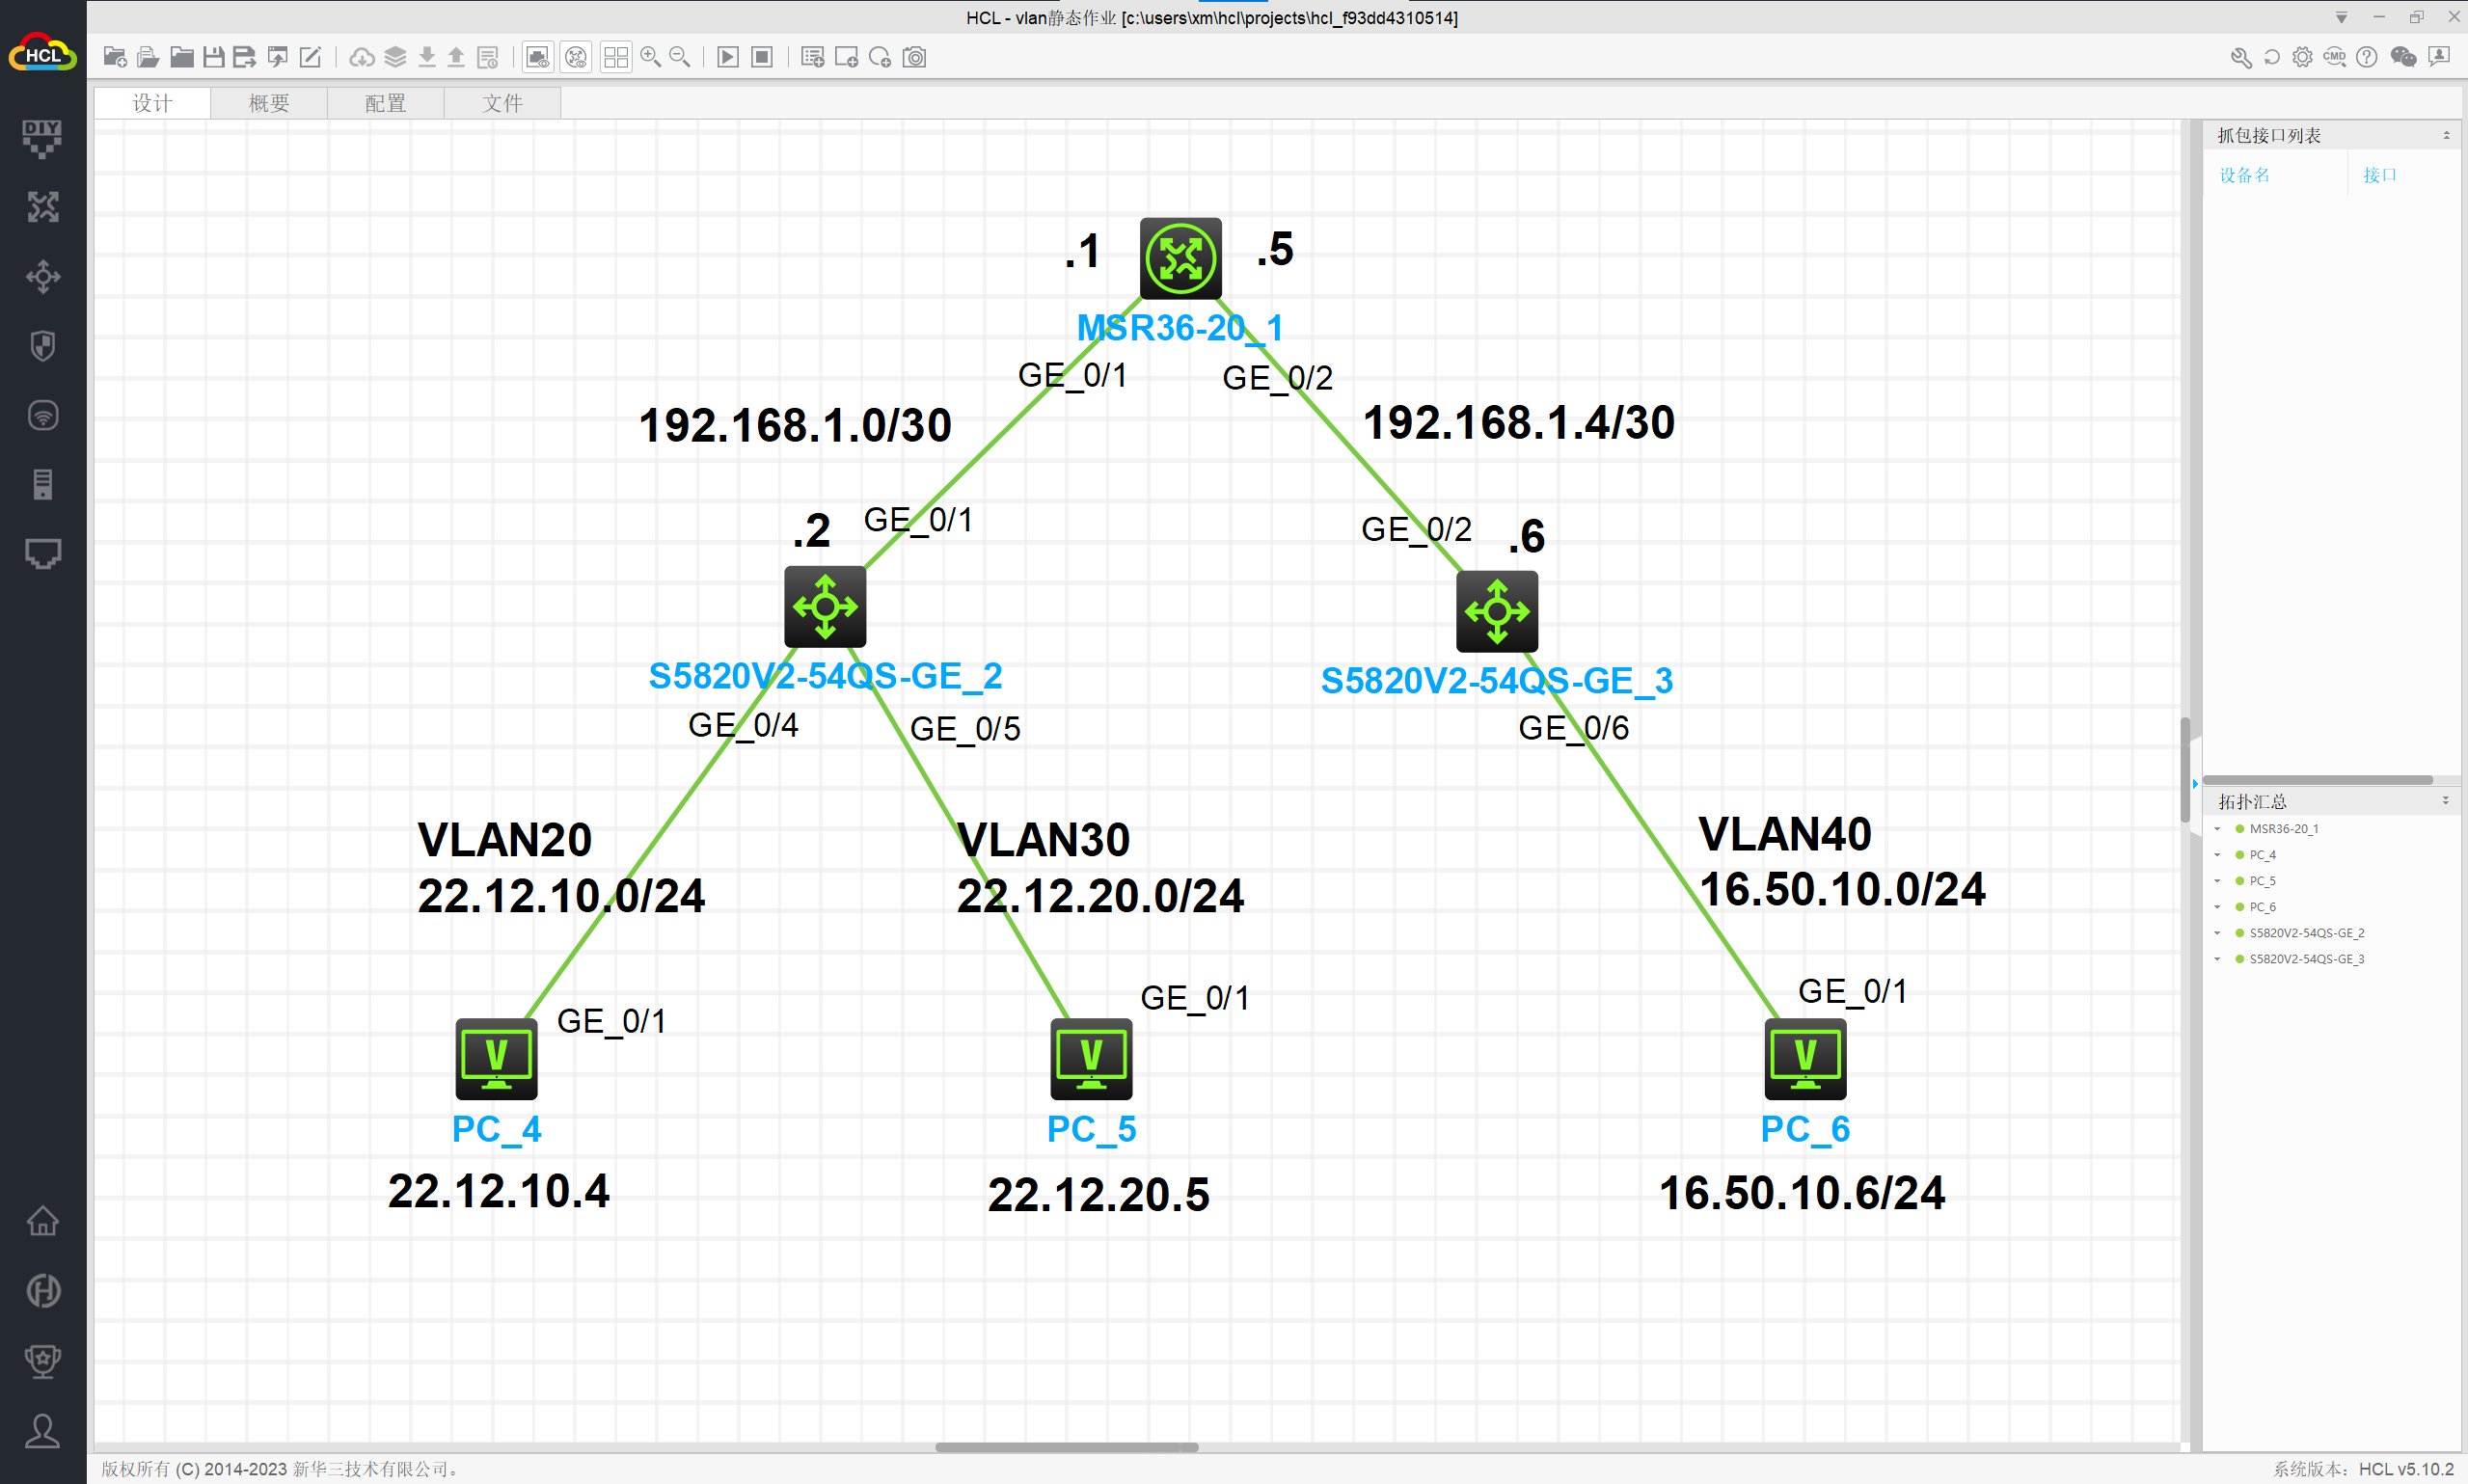 HCL - vlan静态作业 [c:\users\xm\hcl\projects\hcl_f93dd4310514]
HCL
CMD
DIY
设计
概要
配置
文件
.1
.5
MSR36-20_1
GE_0/1
GE_0/2
192.168.1.0/30
192.168.1.4/30
.2
GE_0/1
GE_0/2
.6
S5820V2-54QS-GE_2
S5820V2-54QS-GE_3
GE_0/4
GE_0/5
GE_0/6
VLAN20
22.12.10.0/24
VLAN30
22.12.20.0/24
VLAN40
16.50.10.0/24
GE_0/1
GE_0/1
GE_0/1
V
V
V
PC_4
PC_5
PC_6
22.12.10.4
22.12.20.5
16.50.10.6/24
抓包接口列表
设备名
接口
拓扑汇总
MSR36-20_1
PC_4
PC_5
PC_6
S5820V2-54QS-GE_2
S5820V2-54QS-GE_3
版权所有 (C) 2014-2023 新华三技术有限公司。
系统版本：HCL v5.10.2